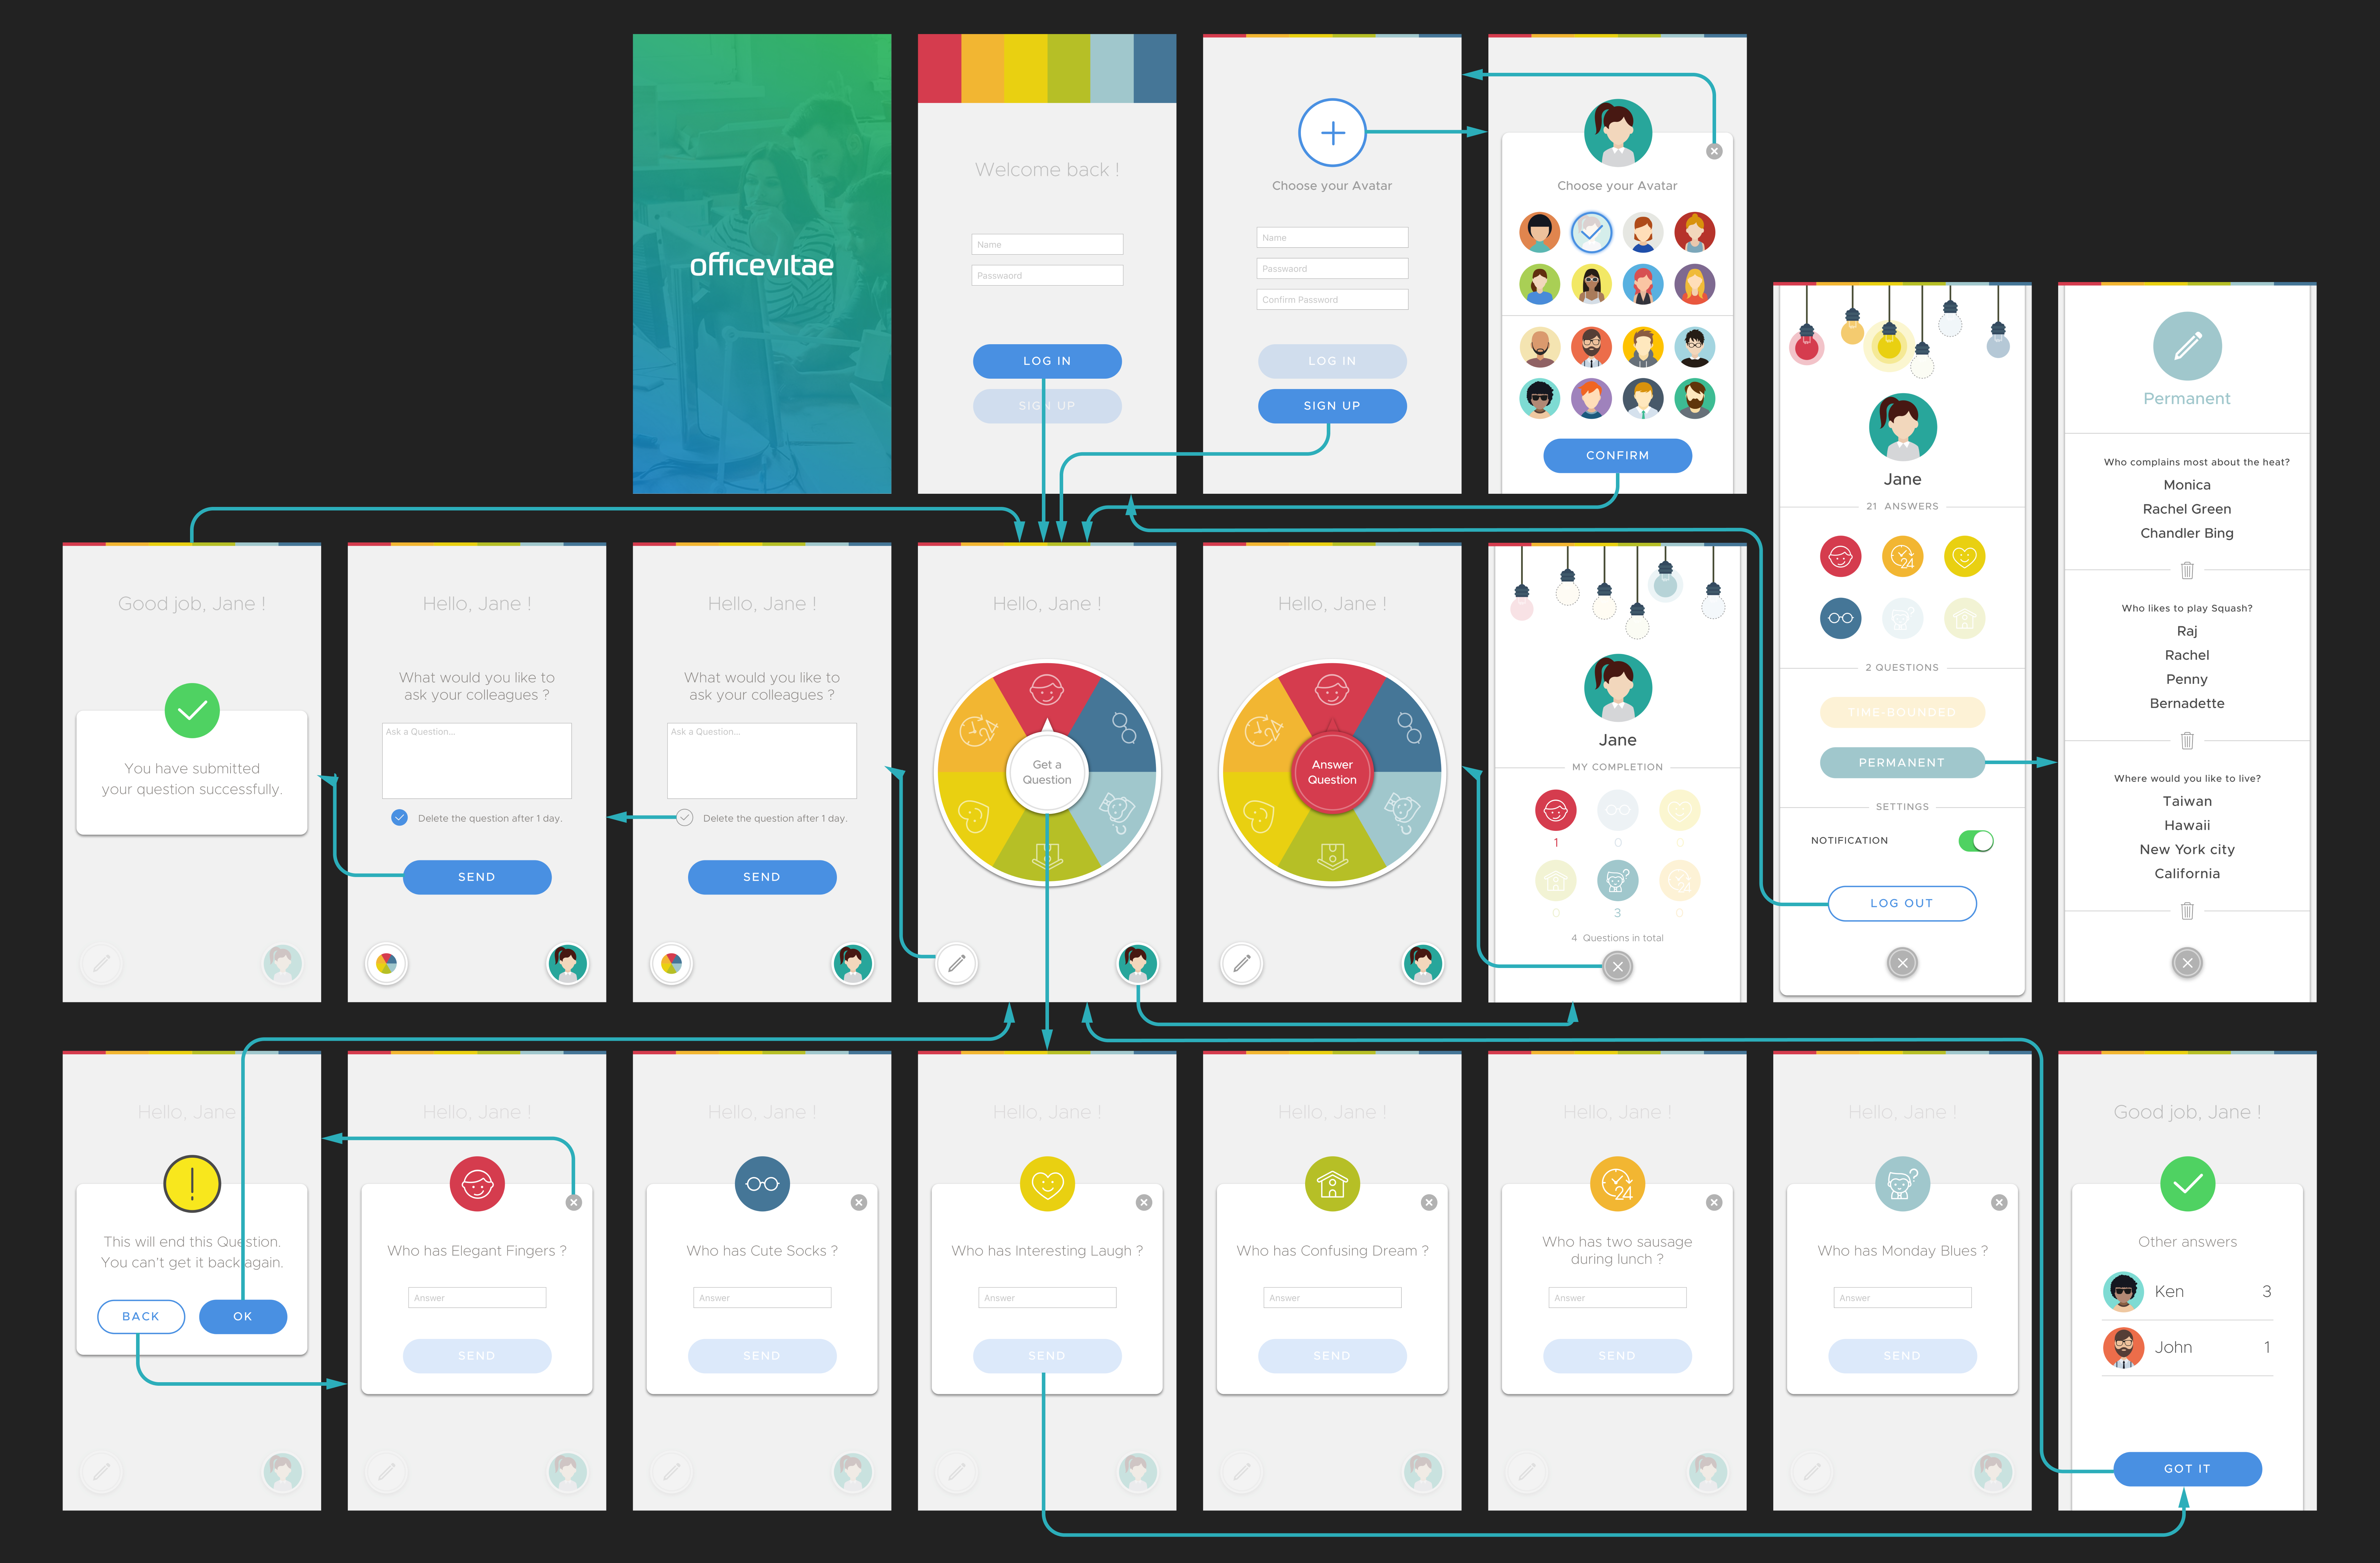 officevitae
Welcome back !
Name
Passwaord
LOG IN
SIGN UP
Choose your Avatar
Name
Passwaord
Confirm Password
LOG IN
SIGN UP
Choose your Avatar
CONFIRM
Good job, Jane !
You have submitted
your question successfully.
Hello, Jane !
What would you like to
ask your colleagues ?
Ask a Question...
Delete the question after 1 day.
SEND
Hello, Jane !
What would you like to
ask your colleagues ?
Ask a Question...
Delete the question after 1 day.
SEND
Hello, Jane !
24
Get a
Question
Hello, Jane !
24
Answer
Question
Jane
MY COMPLETION
24
1
0
0
0
3
0
4 Questions in total
Jane
21 ANSWERS
24
2 QUESTIONS
TIME-BOUNDED
PERMANENT
SETTINGS
NOTIFICATION
LOG OUT
Permanent
Who complains most about the heat?
Monica
Rachel Green
Chandler Bing
Who likes to play Squash?
Raj
Rachel
Penny
Bernadette
Where would you like to live?
Taiwan
Hawaii
New York city
California
Hello, Jane
This will end this Question.
You can't get it back again.
BACK
OK
Hello, Jane !
Who has Elegant Fingers ?
Answer
SEND
Hello, Jane !
Who has Cute Socks ?
Answer
SEND
Hello, Jane !
Who has Interesting Laugh ?
Answer
SEND
Hello, Jane !
Who has Confusing Dream ?
Answer
SEND
Hello, Jane !
24
Who has two sausage
during lunch ?
Answer
SEND
Hello, Jane !
Who has Monday Blues ?
Answer
SEND
Good job, Jane !
Other answers
Ken 3
John 1
GOT IT